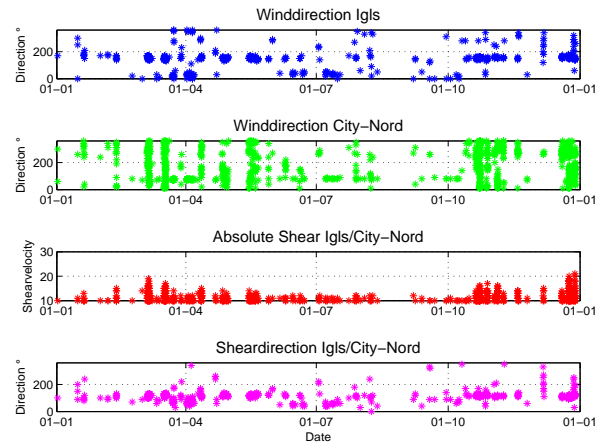 Winddirection Igls
Direction °
200
0
01−01 01−04 01−07 01−10 01−01
Winddirection City−Nord
Direction °
200
0
01−01 01−04 01−07 01−10 01−01
Absolute Shear Igls/City−Nord
Shearvelocity
30
20
10
01−01 01−04 01−07 01−10 01−01
Sheardirection Igls/City−Nord
Direction °
200
0
01−01 01−04 01−07 01−10 01−01
Date